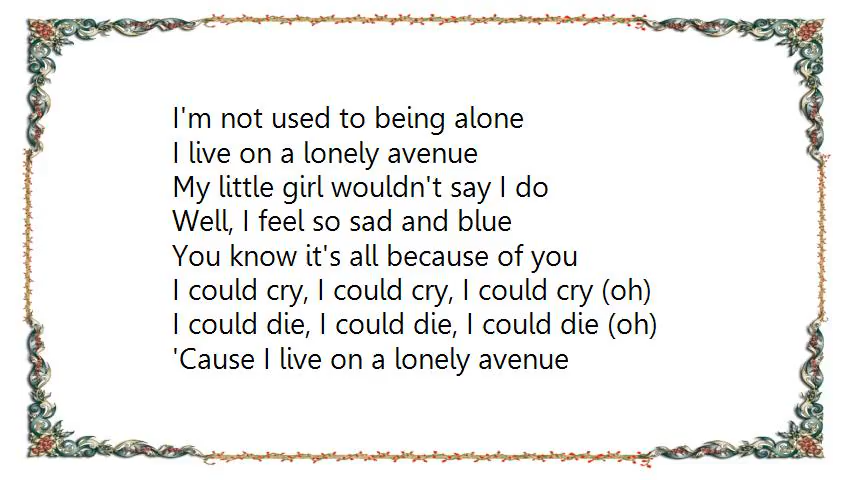 I'm not used to being alone
I live on a lonely avenue
My little girl wouldn't say I do
Well, I feel so sad and blue
You know it's all because of you
I could cry, I could cry, I could cry (oh)
I could die, I could die, I could die (oh)
'Cause I live on a lonely avenue